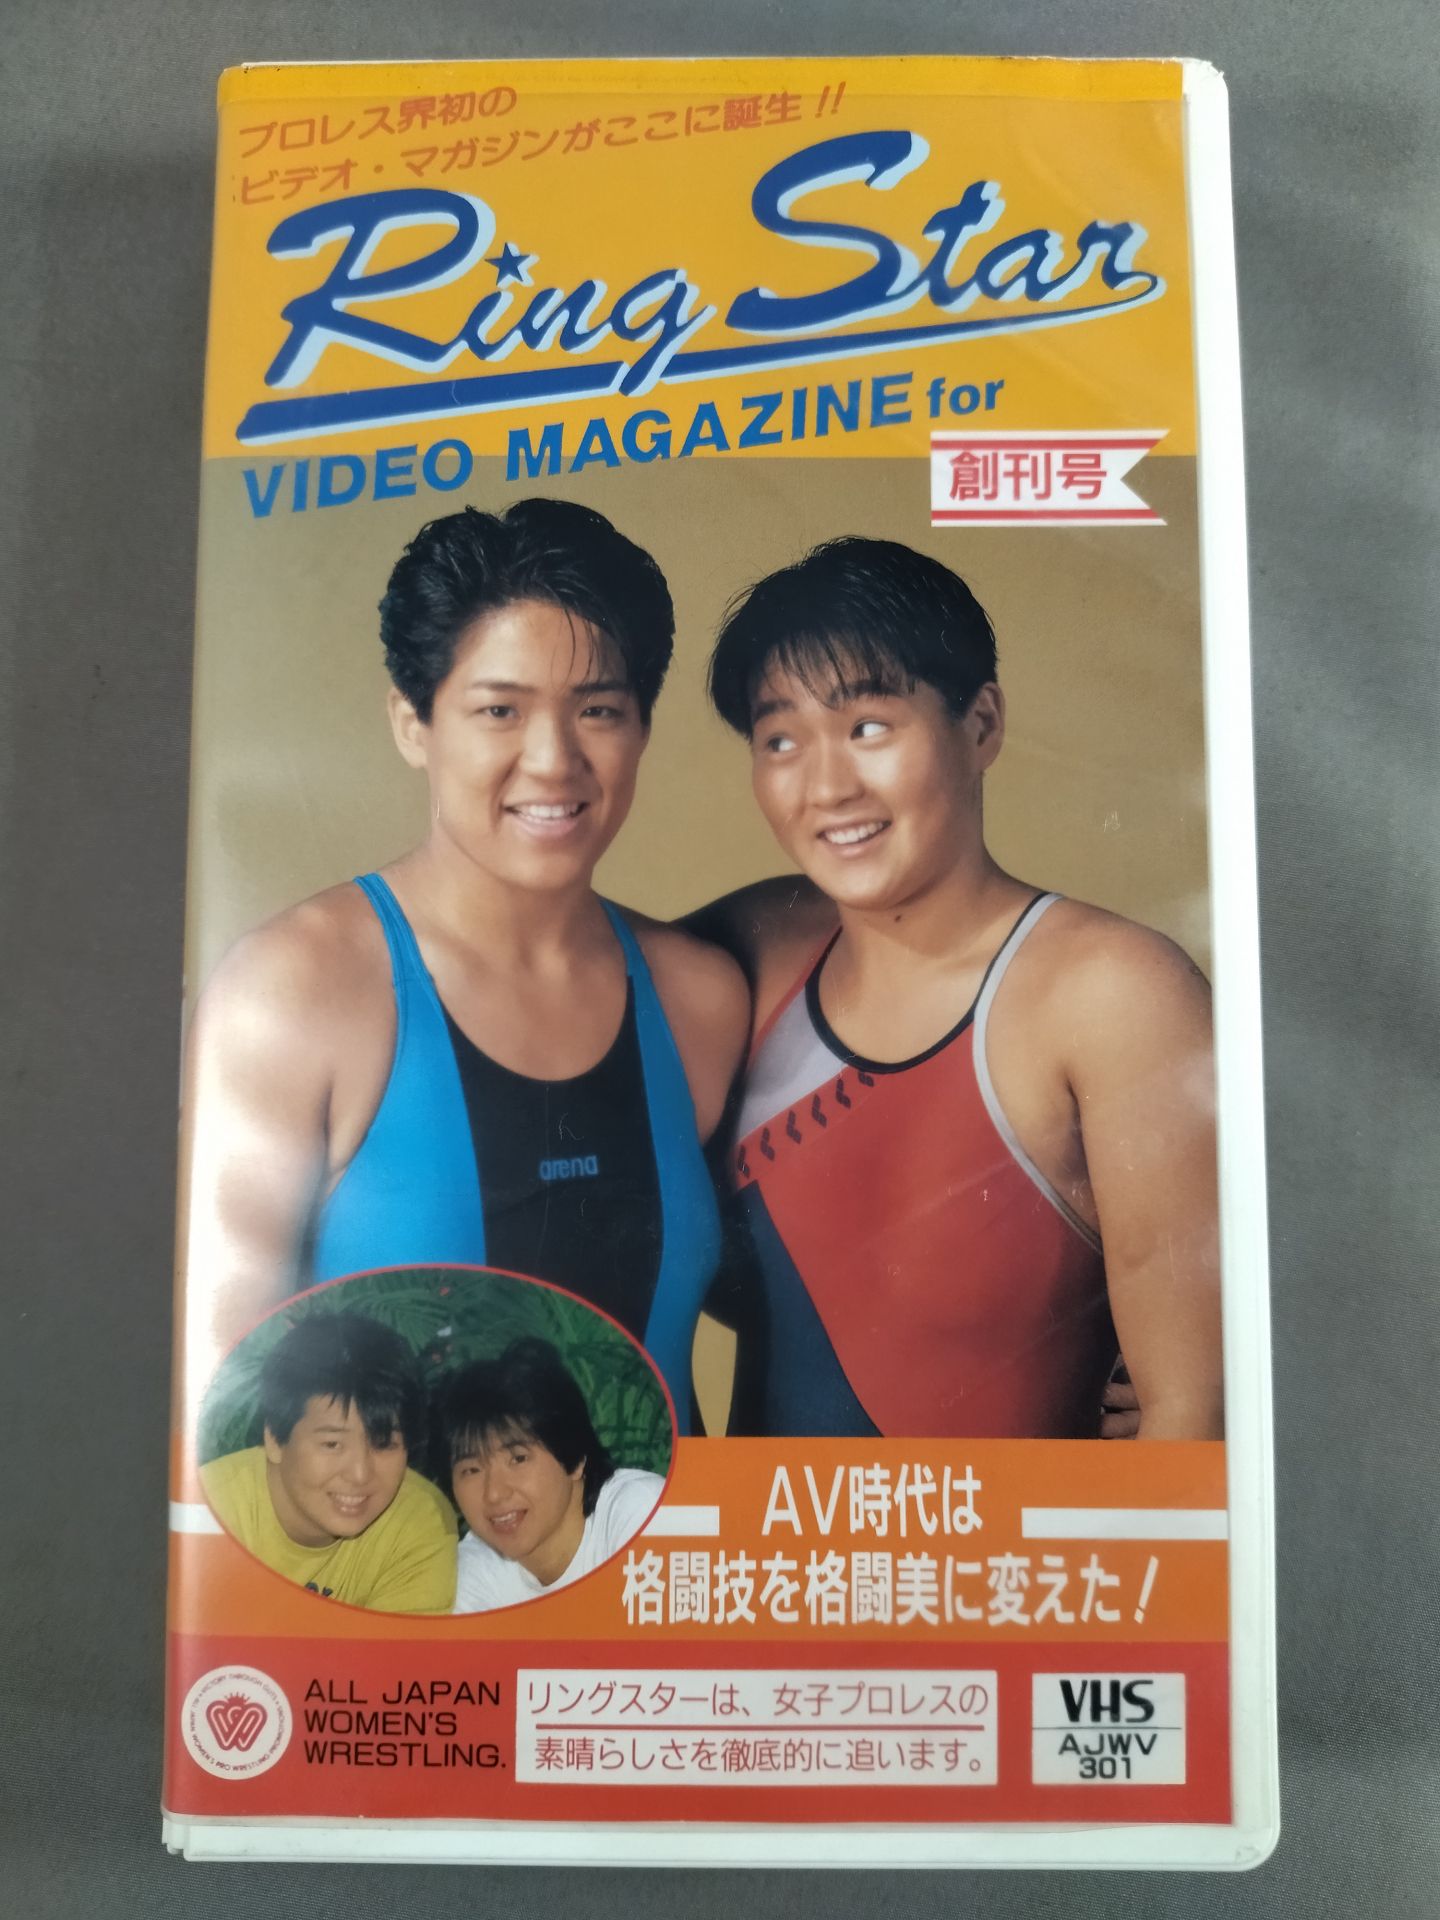 プロレス界初の
ビデオ・マガジンがここに誕生!!
Ring Star
VIDEO MAGAZINE for
創刊号
arena
AV時代は
格闘技を格闘美に変えた!
ALL JAPAN
WOMEN'S
WRESTLING.
リングスターは、女子プロレスの
素晴らしさを徹底的に追います。
VHS
AJWV
301